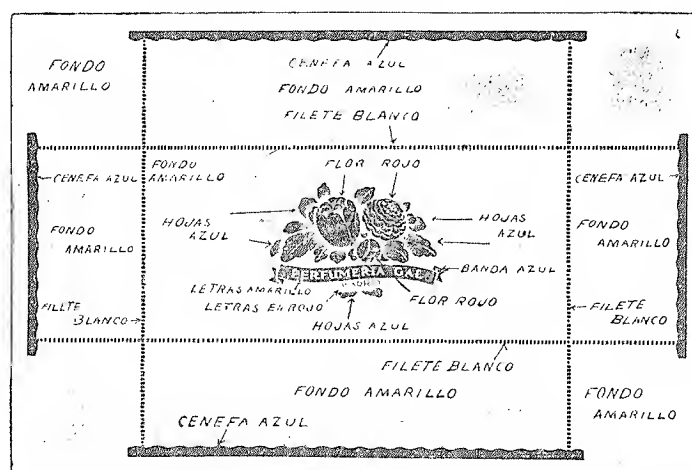 CENEFA AZUL
FONDO
AMARILLO
FONDO AMARILLO
FILETE BLANCO
FONDO
AMARILLO
FLOR ROJO
CENEFA AZUL
CENEFA AZUL
HOJAS
AZUL
HOJAS
AZUL
FONDO
AMARILLO
FONDO
AMARILLO
PERFUMERIA GAL
BANDA AZUL
MADRID
LETRAS AMARILLO
FLOR ROJO
LETRAS EN ROJO
FILETE
BLANCO
FILETE
BLANCO
HOJAS AZUL
FILETE BLANCO
FONDO AMARILLO
FONDO
AMARILLO
CENEFA AZUL